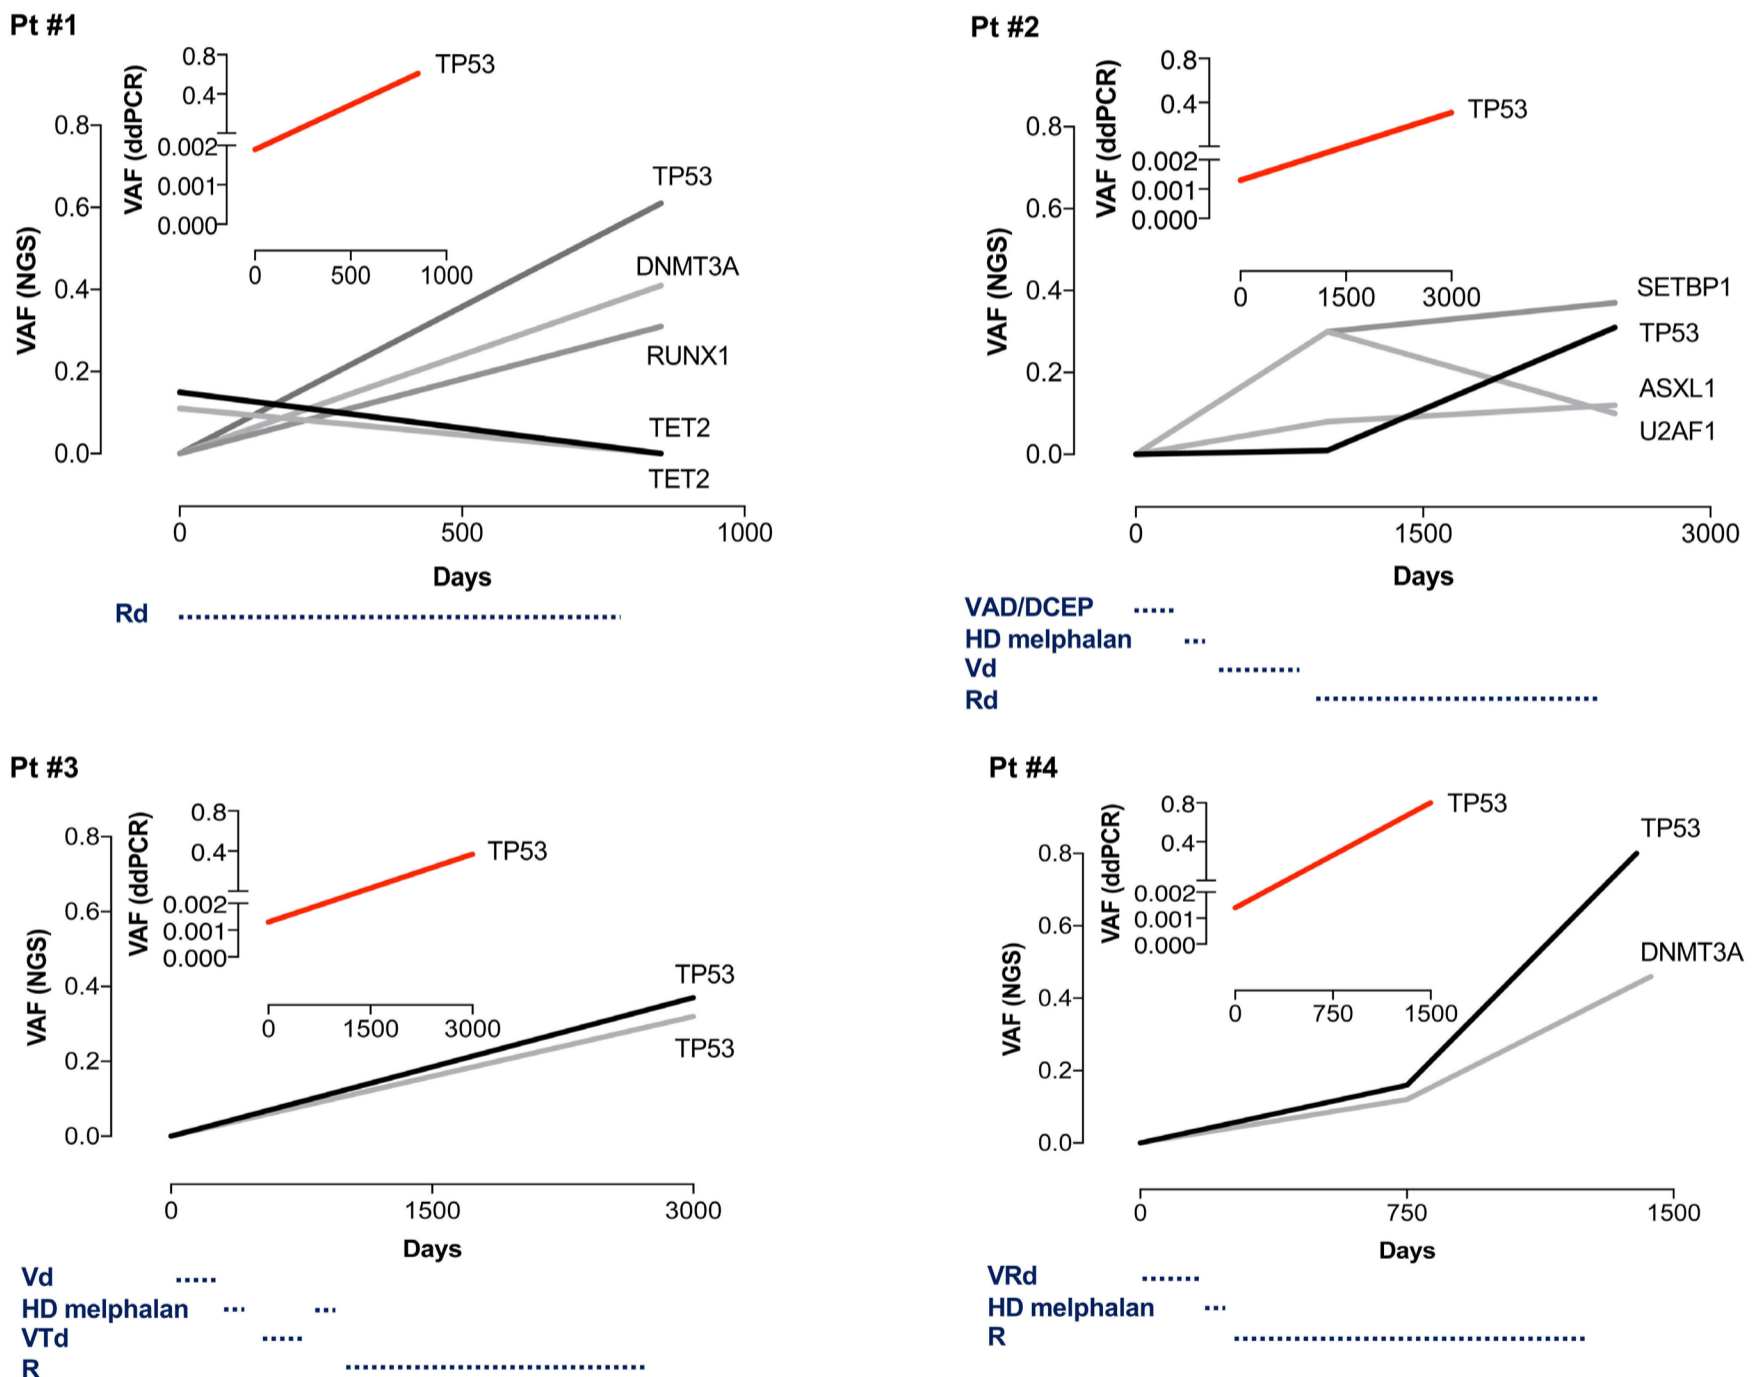 Pt #1
VAF (ddPCR)
0.8
0.4
0.002
0.001
0.000
TP53
0
500
1000
VAF (NGS)
0.8
0.6
0.4
0.2
0.0
TP53
DNMT3A
RUNX1
TET2
TET2
0
500
1000
Days
Rd
Pt #2
VAF (ddPCR)
0.8
0.4
0.002
0.001
0.000
TP53
0
1500
3000
VAF (NGS)
0.8
0.6
0.4
0.2
0.0
SETBP1
TP53
ASXL1
U2AF1
0
1500
3000
Days
VAD/DCEP
HD melphalan
Vd
Rd
Pt #3
VAF (ddPCR)
0.8
0.4
0.002
0.001
0.000
TP53
0
1500
3000
VAF (NGS)
0.8
0.6
0.4
0.2
0.0
TP53
TP53
0
1500
3000
Days
Vd
HD melphalan
VTd
R
Pt #4
VAF (ddPCR)
0.8
0.4
0.002
0.001
0.000
TP53
0
750
1500
VAF (NGS)
0.8
0.6
0.4
0.2
0.0
TP53
DNMT3A
0
750
1500
Days
VRd
HD melphalan
R